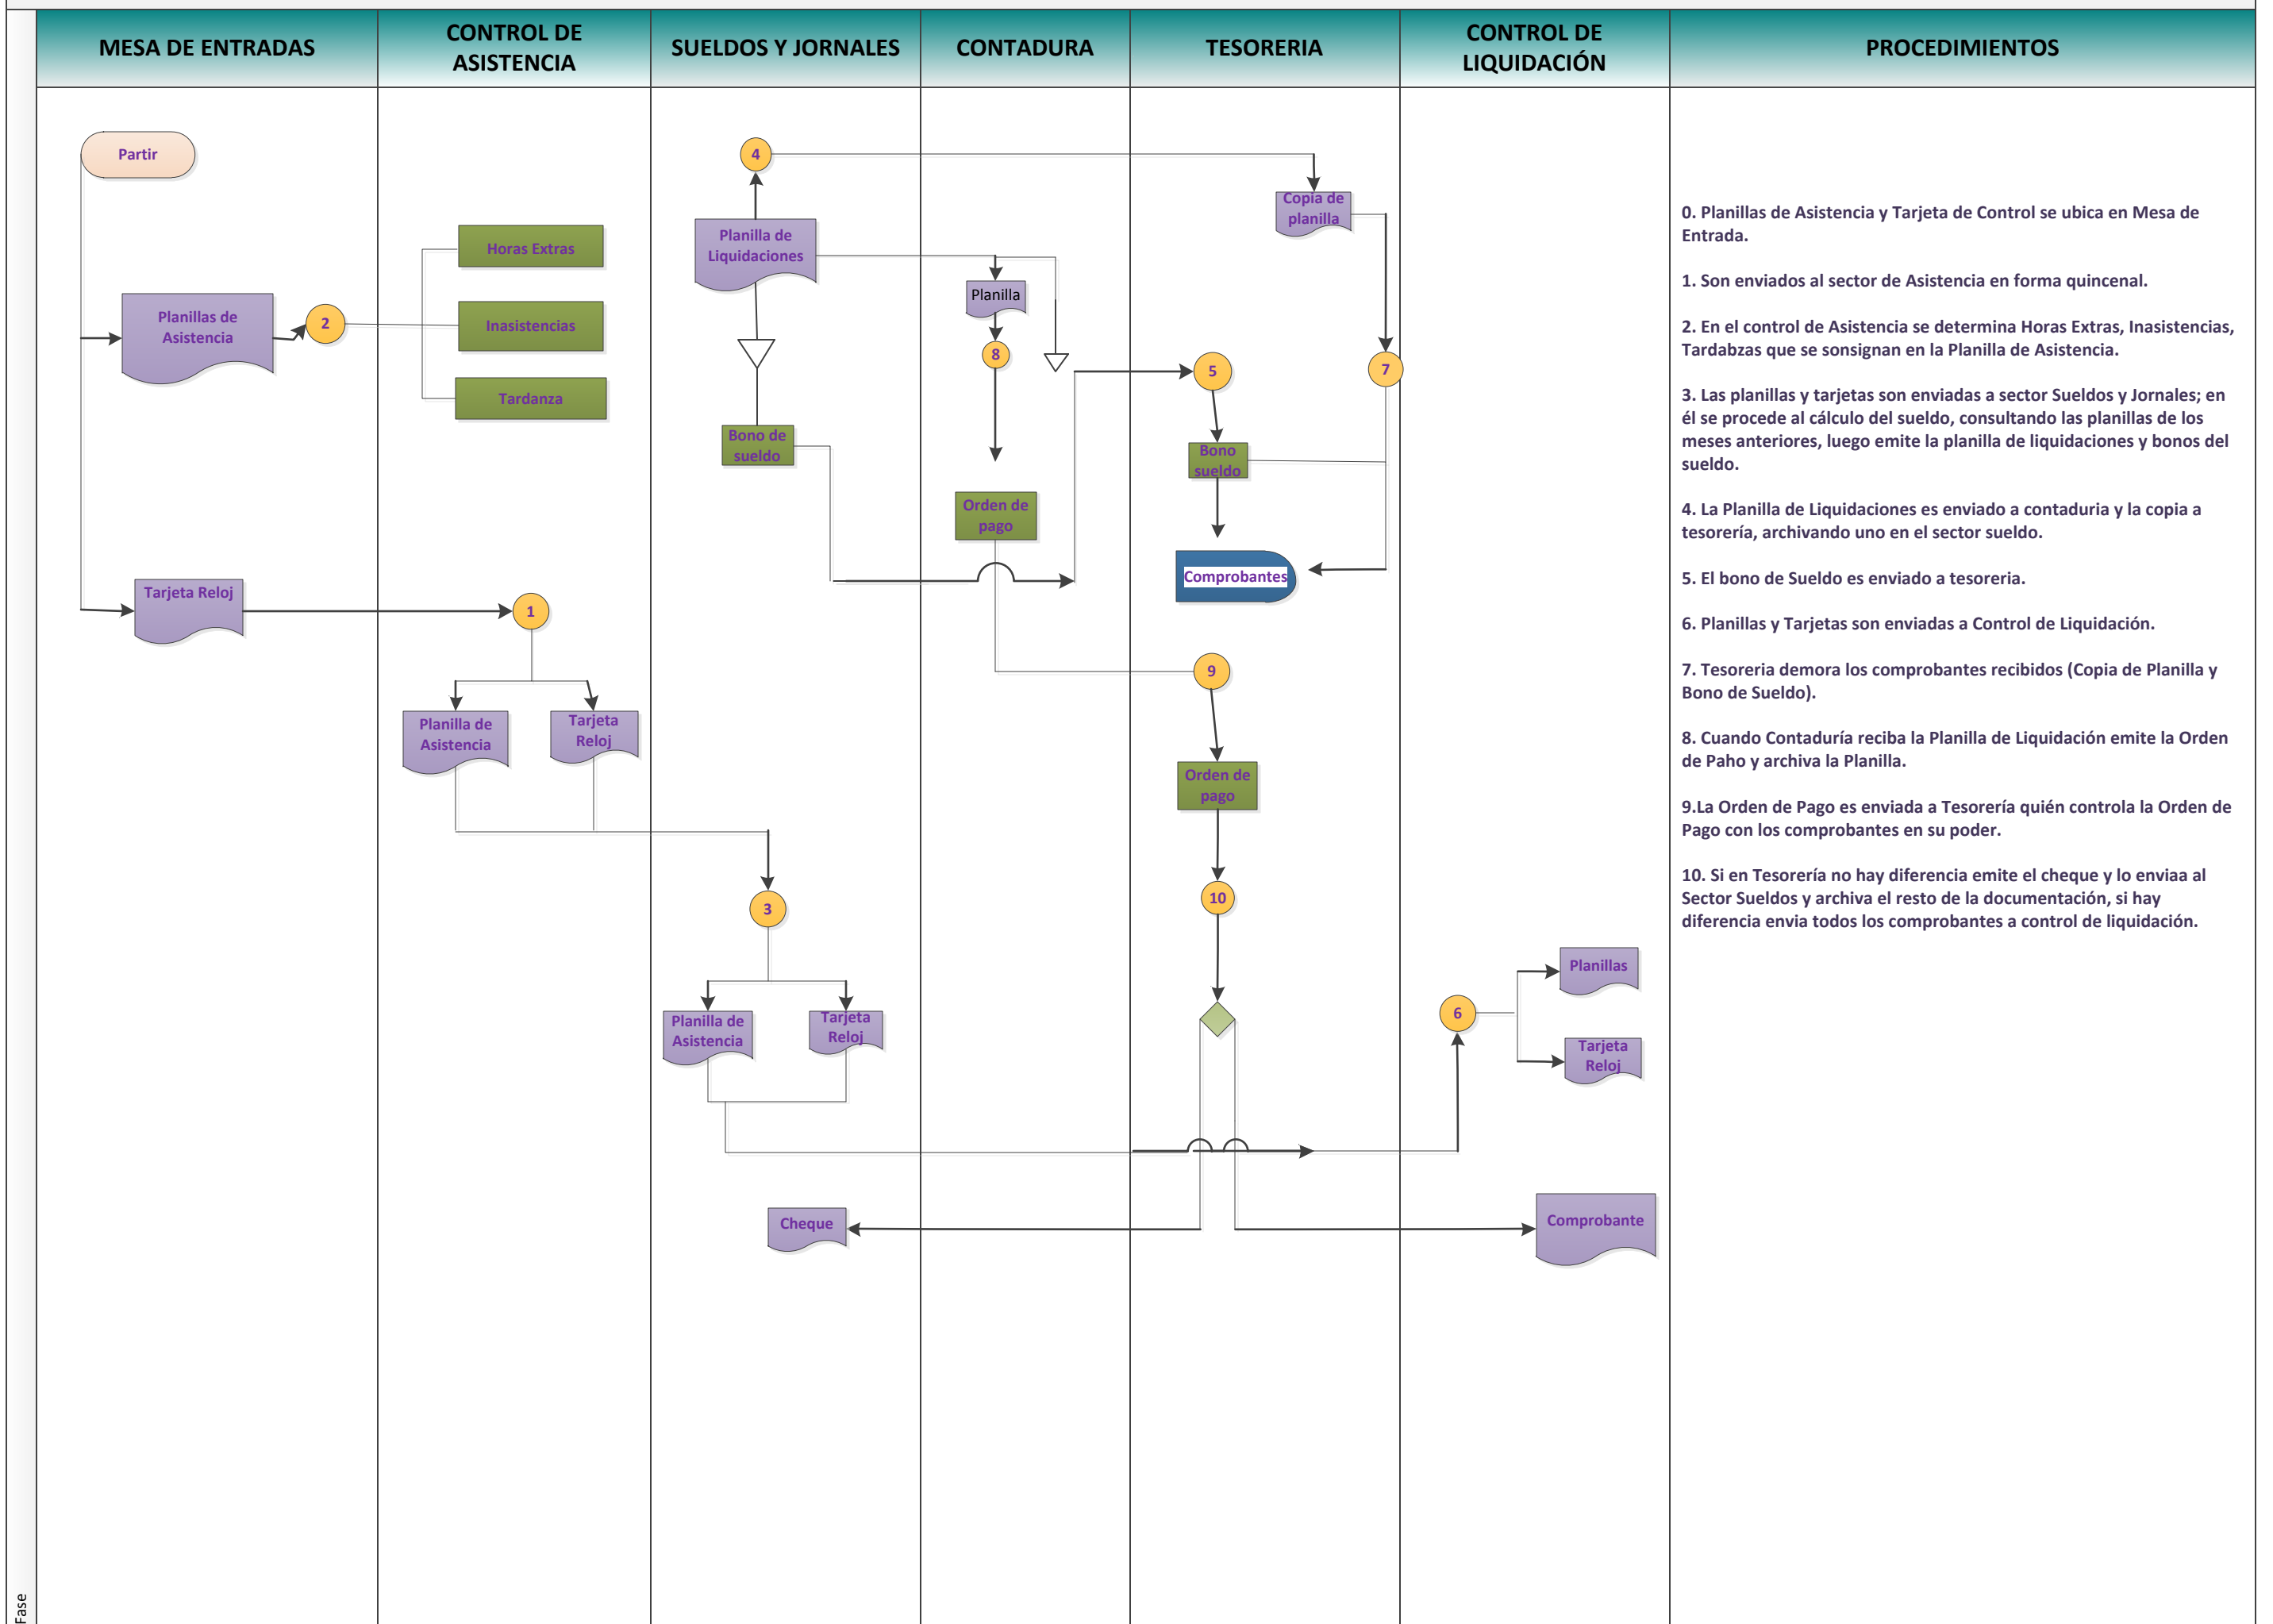 MESA DE ENTRADAS
CONTROL DE
ASISTENCIA
SUELDOS Y JORNALES
CONTADURA
TESORERIA
CONTROL DE
LIQUIDACIÓN
PROCEDIMIENTOS
Partir
Planillas de
Asistencia
2
Tarjeta Reloj
Horas Extras
Inasistencias
Tardanza
1
Planilla de
Asistencia
Tarjeta
Reloj
4
Planilla de
Liquidaciones
Bono de
sueldo
3
Planilla de
Asistencia
Tarjeta
Reloj
Cheque
Planilla
8
Orden de
pago
Copia de
planilla
5
7
Bono
sueldo
Comprobantes
9
Orden de
pago
10
6
Planillas
Tarjeta
Reloj
Comprobante
0. Planillas de Asistencia y Tarjeta de Control se ubica en Mesa de
Entrada.
1. Son enviados al sector de Asistencia en forma quincenal.
2. En el control de Asistencia se determina Horas Extras, Inasistencias,
Tardabzas que se sonsignan en la Planilla de Asistencia.
3. Las planillas y tarjetas son enviadas a sector Sueldos y Jornales; en
él se procede al cálculo del sueldo, consultando las planillas de los
meses anteriores, luego emite la planilla de liquidaciones y bonos del
sueldo.
4. La Planilla de Liquidaciones es enviado a contaduria y la copia a
tesorería, archivando uno en el sector sueldo.
5. El bono de Sueldo es enviado a tesoreria.
6. Planillas y Tarjetas son enviadas a Control de Liquidación.
7. Tesoreria demora los comprobantes recibidos (Copia de Planilla y
Bono de Sueldo).
8. Cuando Contaduría reciba la Planilla de Liquidación emite la Orden
de Paho y archiva la Planilla.
9.La Orden de Pago es enviada a Tesorería quién controla la Orden de
Pago con los comprobantes en su poder.
10. Si en Tesorería no hay diferencia emite el cheque y lo enviaa al
Sector Sueldos y archiva el resto de la documentación, si hay
diferencia envia todos los comprobantes a control de liquidación.
Fase